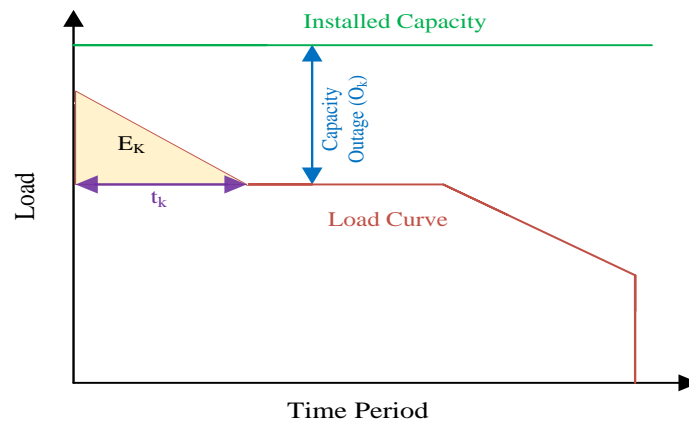 Installed Capacity
Capacity
Outage (Ok)
EK
tk
Load
Load Curve
Time Period